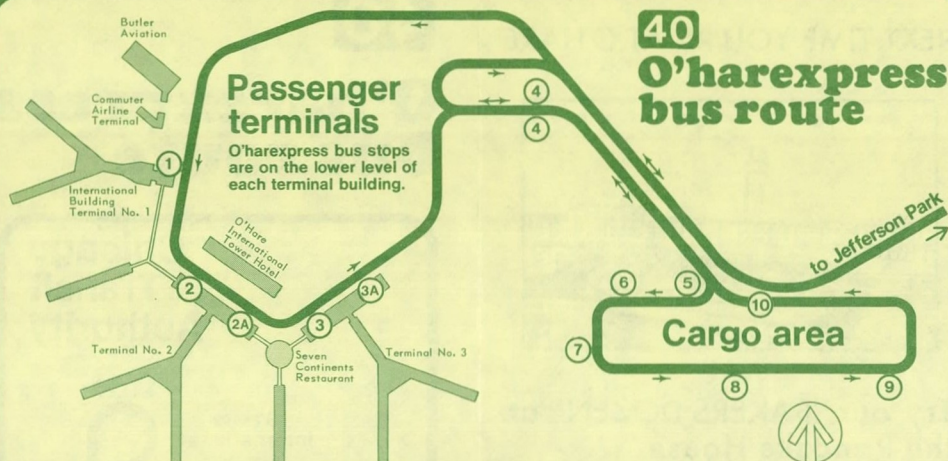 40
O'harexpress
bus route
Butler
Aviation
Commuter
Airline
Terminal
Passenger
terminals
O'harexpress bus stops
are on the lower level of
each terminal building.
1
International
Building
Terminal No. 1
O'Hare
International
Tower Hotel
2
2A
3
3A
Terminal No. 2
Seven
Continents
Restaurant
Terminal No. 3
4
4
to Jefferson Park
6
5
10
Cargo area
7
8
9